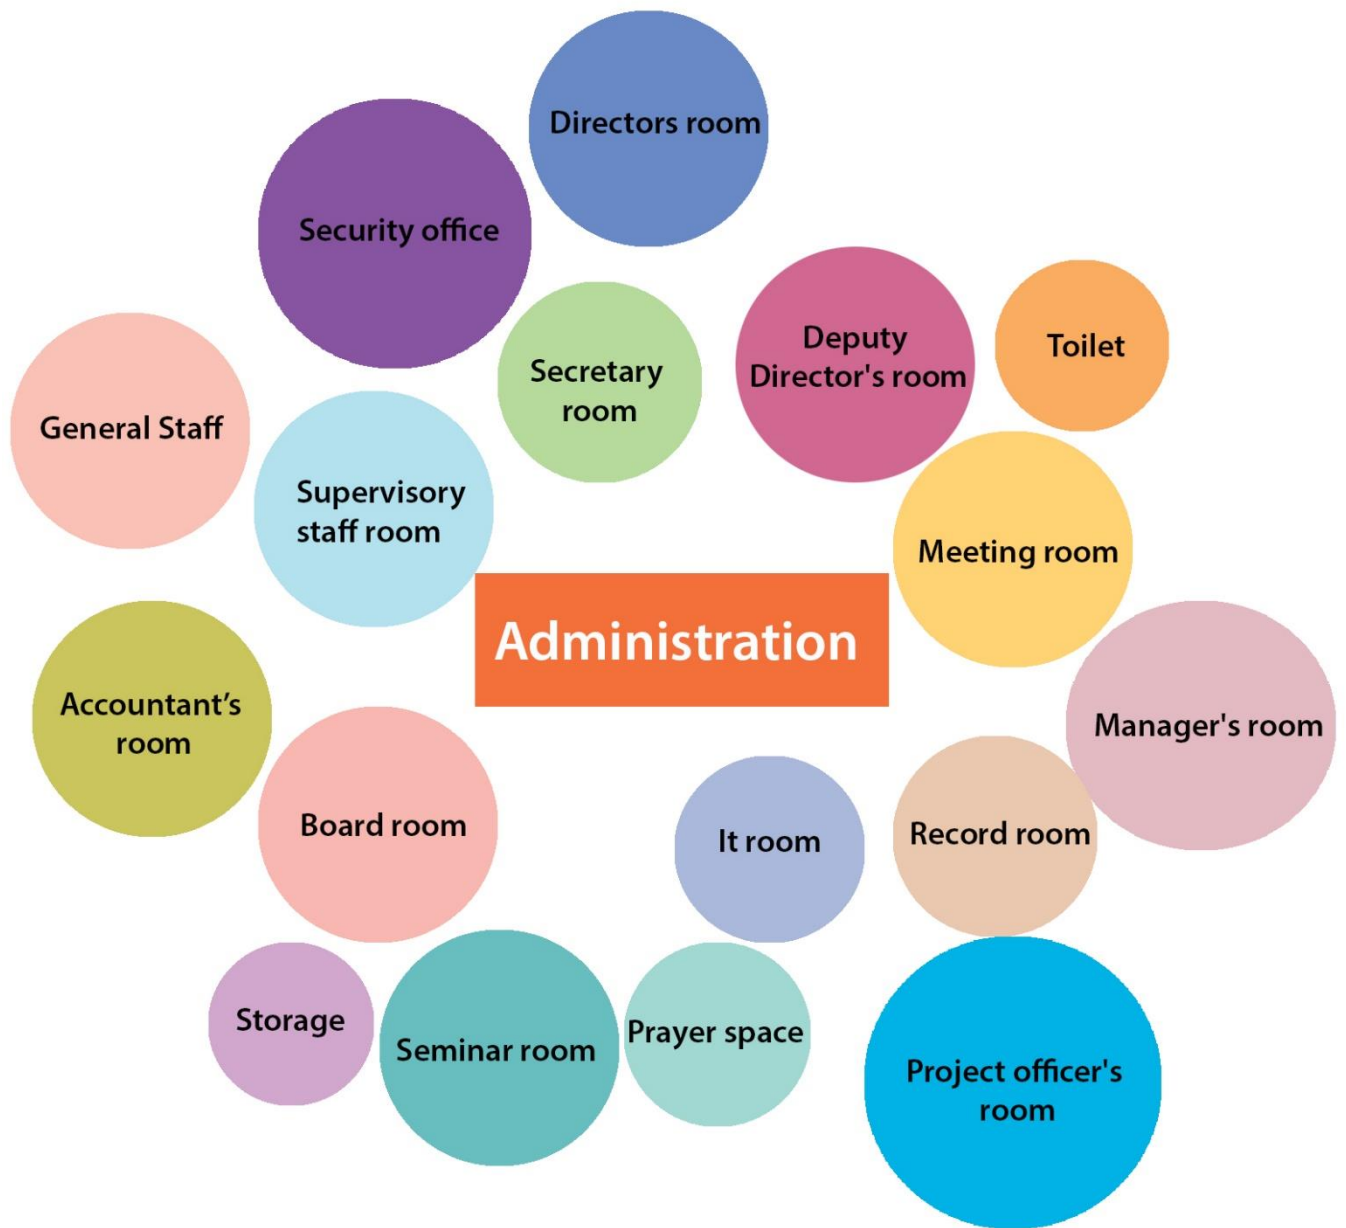 Directors room
Security office
Deputy
Director's room
Toilet
Secretary
room
General Staff
Supervisory
staff room
Meeting room
Administration
Accountant’s
room
Manager's room
Board room
It room
Record room
Storage
Seminar room
Prayer space
Project officer's
room